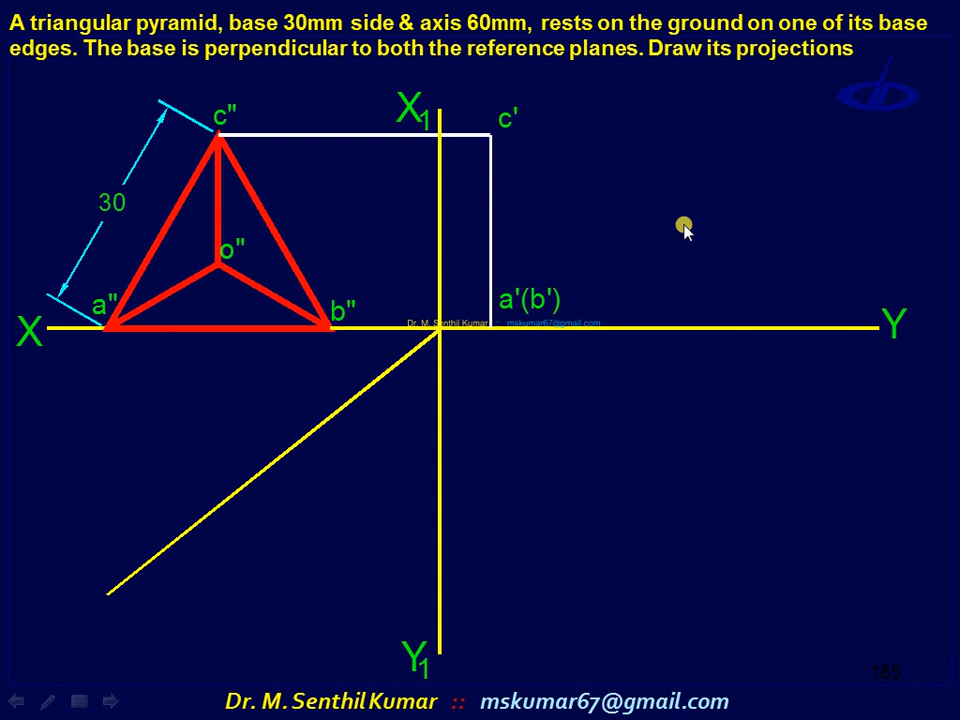 A triangular pyramid, base 30mm side & axis 60mm, rests on the ground on one of its base
edges. The base is perpendicular to both the reference planes. Draw its projections
c"
X1
c'
30
o"
a"
b"
a'(b')
X
Dr. M. Senthil Kumar :: mskumar67@gmail.com
Y
Y1
185
Dr. M. Senthil Kumar :: mskumar67@gmail.com